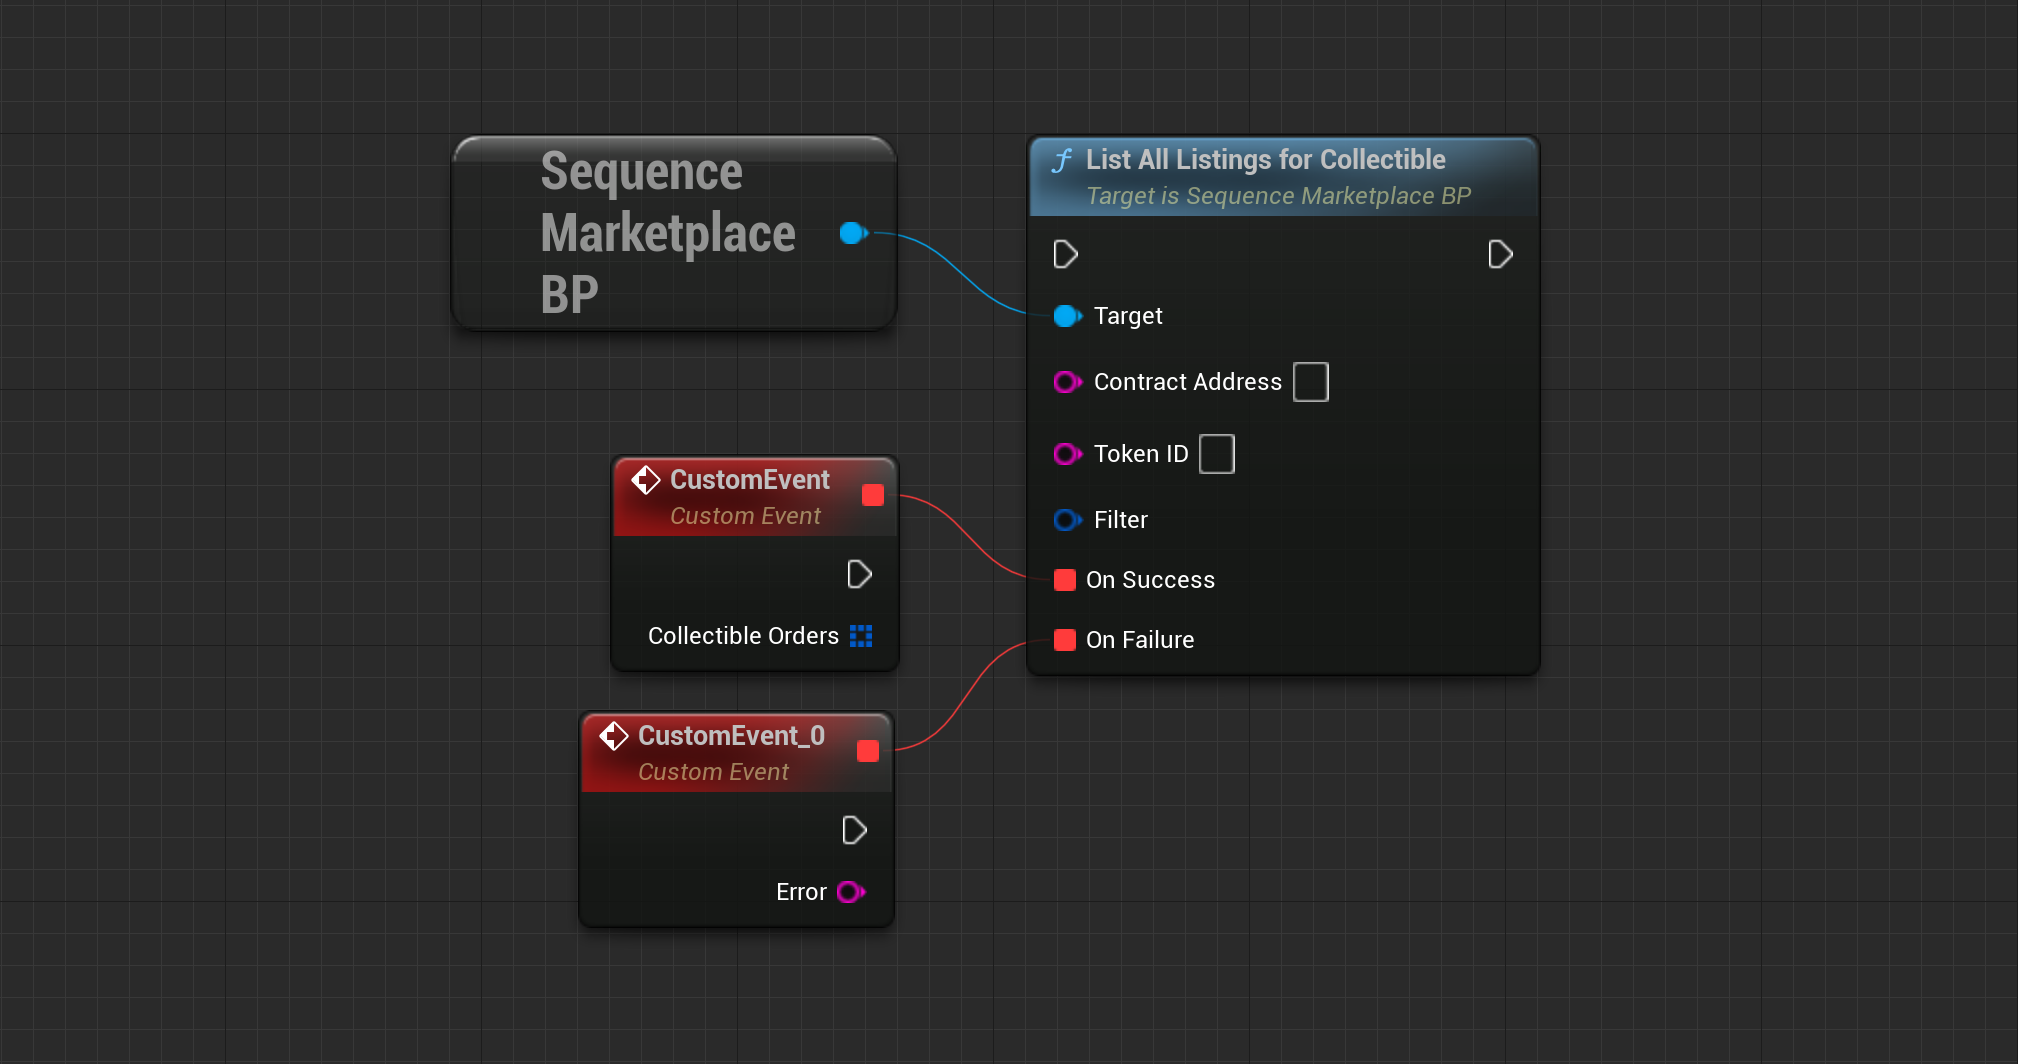 Sequence
Marketplace
BP
List All Listings for Collectible
Target is Sequence Marketplace BP
Target
Contract Address
Token ID
Filter
On Success
On Failure
CustomEvent
Custom Event
Collectible Orders
CustomEvent_0
Custom Event
Error